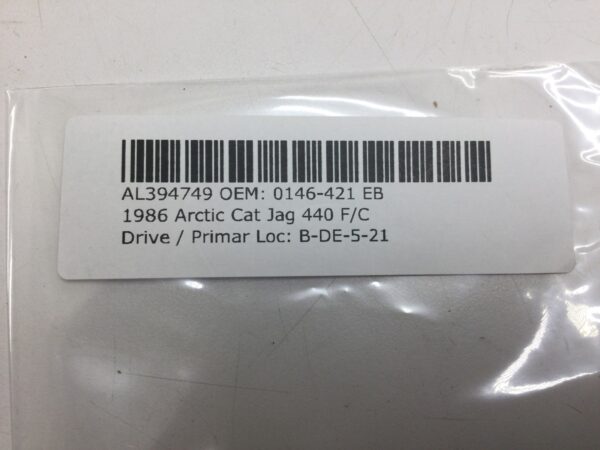 AL394749 OEM: 0146-421 EB
1986 Arctic Cat Jag 440 F/C
Drive / Primar Loc: B-DE-5-21